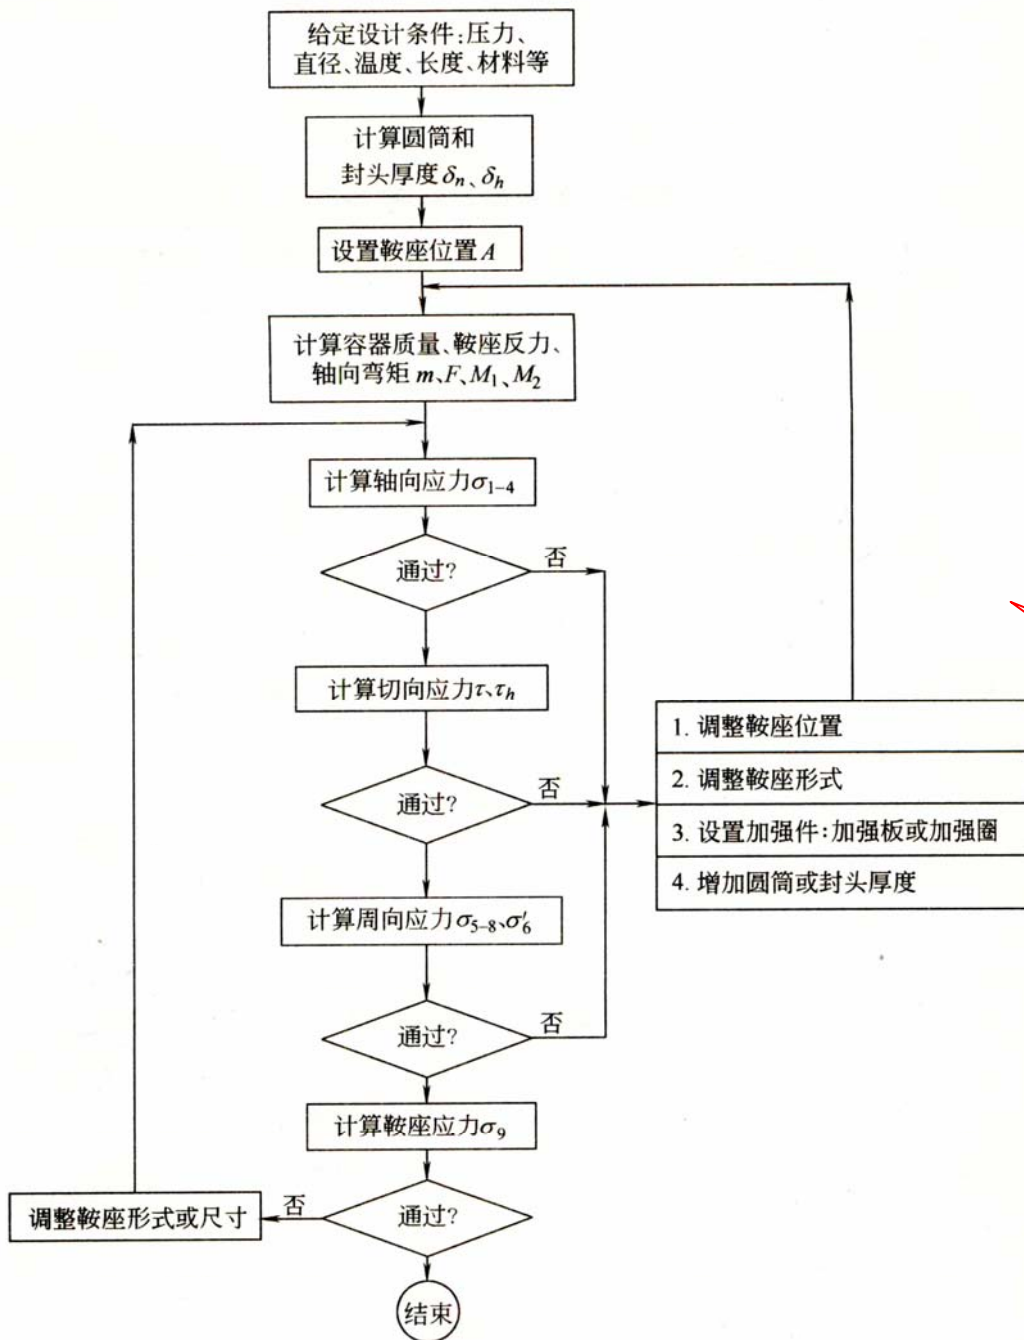 给定设计条件:压力、
直径、温度、长度、材料等
计算圆筒和
封头厚度δn、δh
设置鞍座位置A
计算容器质量、鞍座反力、
轴向弯矩 m、F、M1、M2
计算轴向应力σ1-4
通过?
否
计算切向应力τ、τh
通过?
否
1. 调整鞍座位置
2. 调整鞍座形式
3. 设置加强件:加强板或加强圈
4. 增加圆筒或封头厚度
计算周向应力σ5-8、σ′6
通过?
否
计算鞍座应力σ9
通过?
否
调整鞍座形式或尺寸
结束